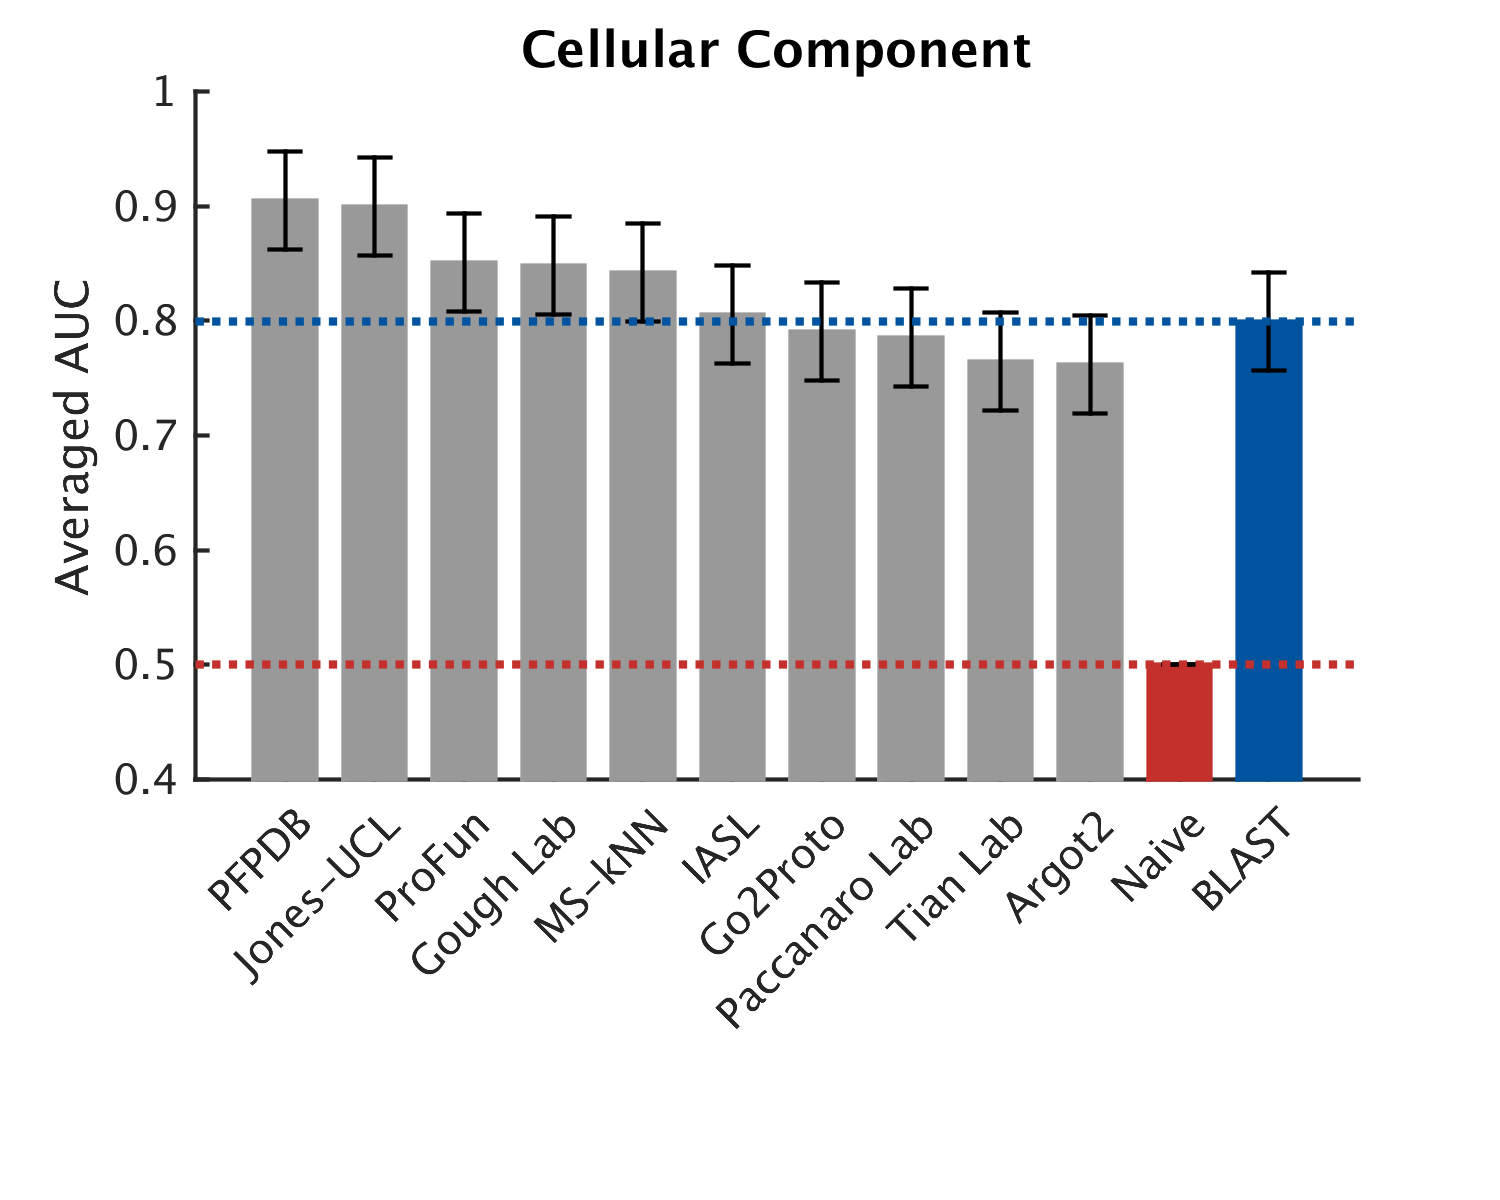 Cellular Component
Averaged AUC
1
0.9
0.8
0.7
0.6
0.5
0.4
PFPDB
Jones-UCL
ProFun
Gough Lab
MS-kNN
IASL
Go2Proto
Paccanaro Lab
Tian Lab
Argot2
Naive
BLAST